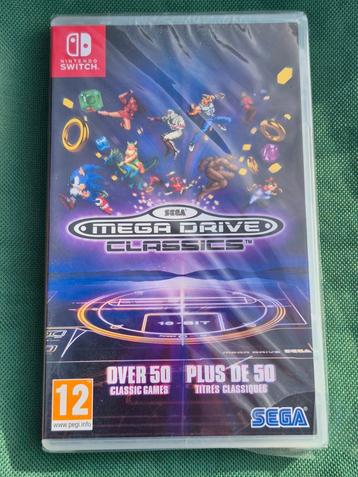 NINTENDO
SWITCH
SEGA
MEGA DRIVE
CLASSICS™
16-BIT
MEGA DRIVE SEGA
OVER 50
CLASSIC GAMES
PLUS DE 50
TITRES CLASSIQUES
12
www.pegi.info
SEGA